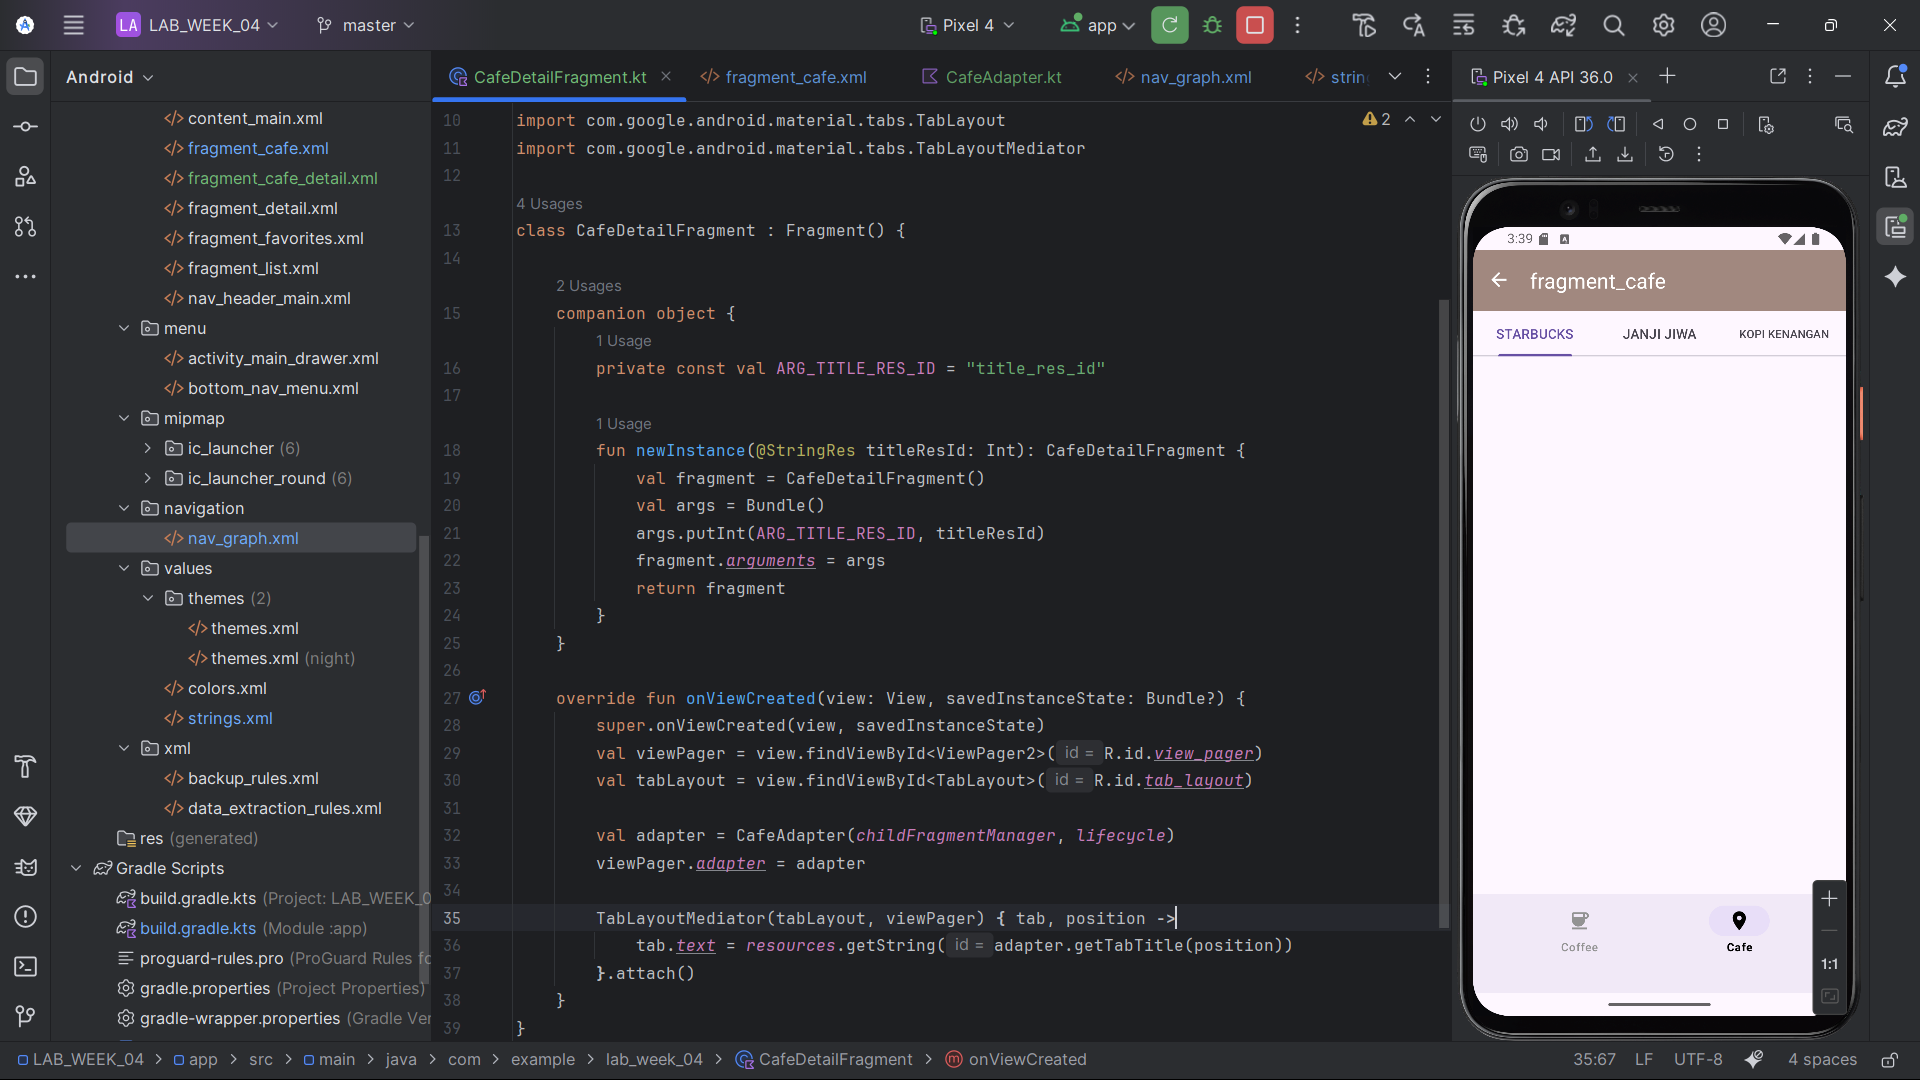 LA LAB_WEEK_04 master Pixel 4 app
Android
content_main.xml
fragment_cafe.xml
fragment_cafe_detail.xml
fragment_detail.xml
fragment_favorites.xml
fragment_list.xml
nav_header_main.xml
menu
activity_main_drawer.xml
bottom_nav_menu.xml
mipmap
ic_launcher (6)
ic_launcher_round (6)
navigation
nav_graph.xml
values
themes (2)
themes.xml
themes.xml (night)
colors.xml
strings.xml
xml
backup_rules.xml
data_extraction_rules.xml
res (generated)
Gradle Scripts
build.gradle.kts (Project: LAB_WEEK_0
build.gradle.kts (Module :app)
proguard-rules.pro (ProGuard Rules fo
gradle.properties (Project Properties)
gradle-wrapper.properties (Gradle Ver
CafeDetailFragment.kt fragment_cafe.xml CafeAdapter.kt nav_graph.xml strin
2
10 import com.google.android.material.tabs.TabLayout
11 import com.google.android.material.tabs.TabLayoutMediator
12
4 Usages
13 class CafeDetailFragment : Fragment() {
14
2 Usages
15 companion object {
1 Usage
16 private const val ARG_TITLE_RES_ID = "title_res_id"
17
1 Usage
18 fun newInstance(@StringRes titleResId: Int): CafeDetailFragment {
19 val fragment = CafeDetailFragment()
20 val args = Bundle()
21 args.putInt(ARG_TITLE_RES_ID, titleResId)
22 fragment.arguments = args
23 return fragment
24 }
25 }
26
27 override fun onViewCreated(view: View, savedInstanceState: Bundle?) {
28 super.onViewCreated(view, savedInstanceState)
29 val viewPager = view.findViewById<ViewPager2>( id = R.id.view_pager)
30 val tabLayout = view.findViewById<TabLayout>( id = R.id.tab_layout)
31
32 val adapter = CafeAdapter(childFragmentManager, lifecycle)
33 viewPager.adapter = adapter
34
35 TabLayoutMediator(tabLayout, viewPager) { tab, position ->
36 tab.text = resources.getString( id = adapter.getTabTitle(position))
37 }.attach()
38 }
39 }
Pixel 4 API 36.0
3:39
fragment_cafe
STARBUCKS JANJI JIWA KOPI KENANGAN
Coffee Cafe
1:1
LAB_WEEK_04 > app > src > main > java > com > example > lab_week_04 > CafeDetailFragment > onViewCreated
35:67 LF UTF-8 4 spaces